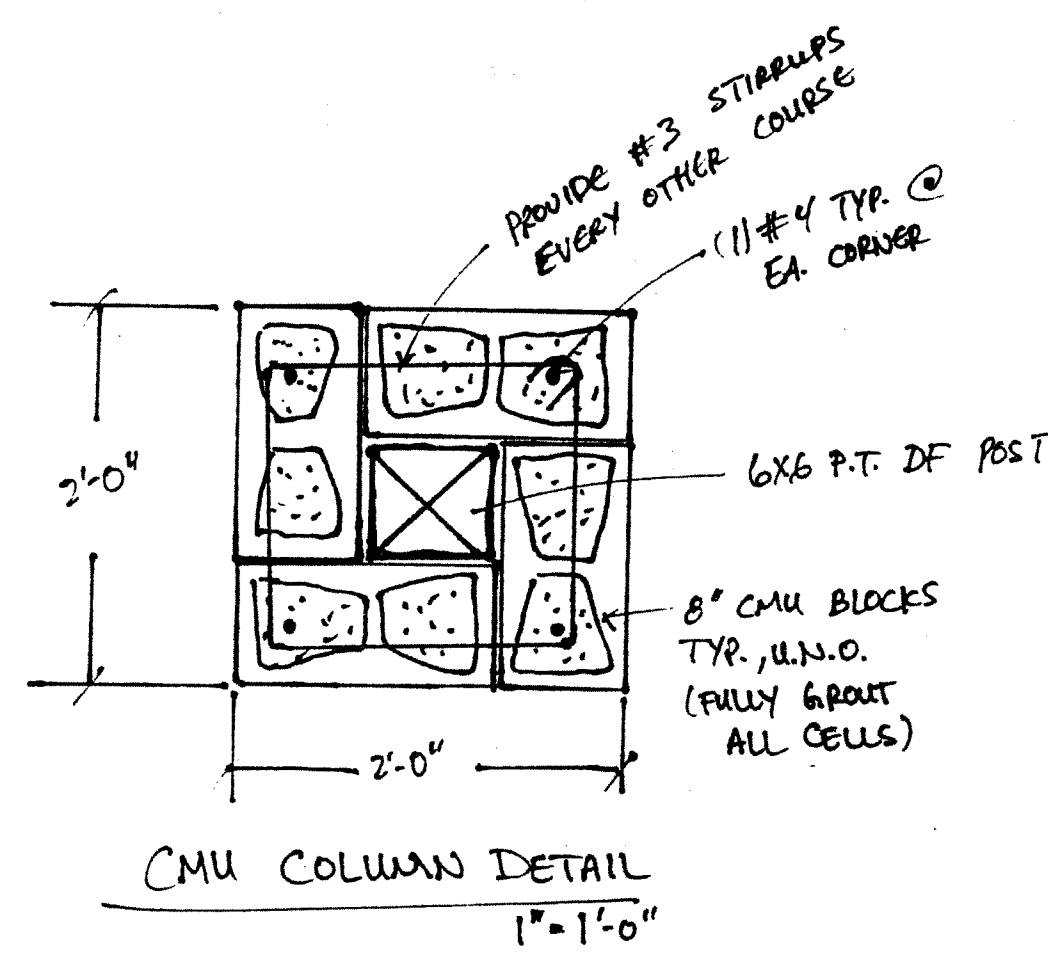 PROVIDE #3 STIRRUPS
EVERY OTHER COURSE
(1) #4 TYP. @
EA. CORNER
2'-0"
6X6 P.T. DF POST
8" CMU BLOCKS
TYP., U.N.O.
(FULLY GROUT
ALL CELLS)
2'-0"
CMU COLUMN DETAIL
1" = 1'-0"